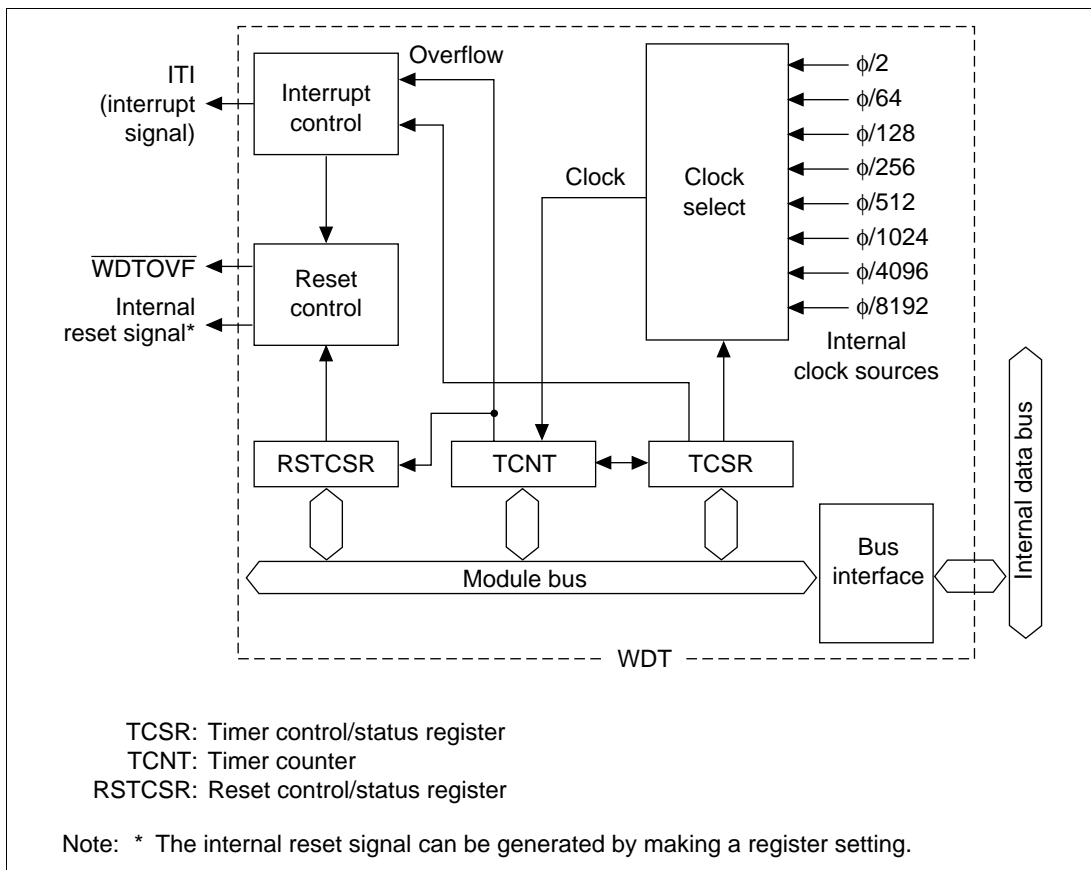 Overflow
ITI
(interrupt
signal)
Interrupt
control
ϕ/2
ϕ/64
ϕ/128
ϕ/256
ϕ/512
ϕ/1024
ϕ/4096
ϕ/8192
Clock
Clock
select
WDTOVF
Internal
reset signal*
Reset
control
Internal
clock sources
RSTCSR
TCNT
TCSR
Internal data bus
Module bus
Bus
interface
WDT
TCSR: Timer control/status register
TCNT: Timer counter
RSTCSR: Reset control/status register
Note: * The internal reset signal can be generated by making a register setting.